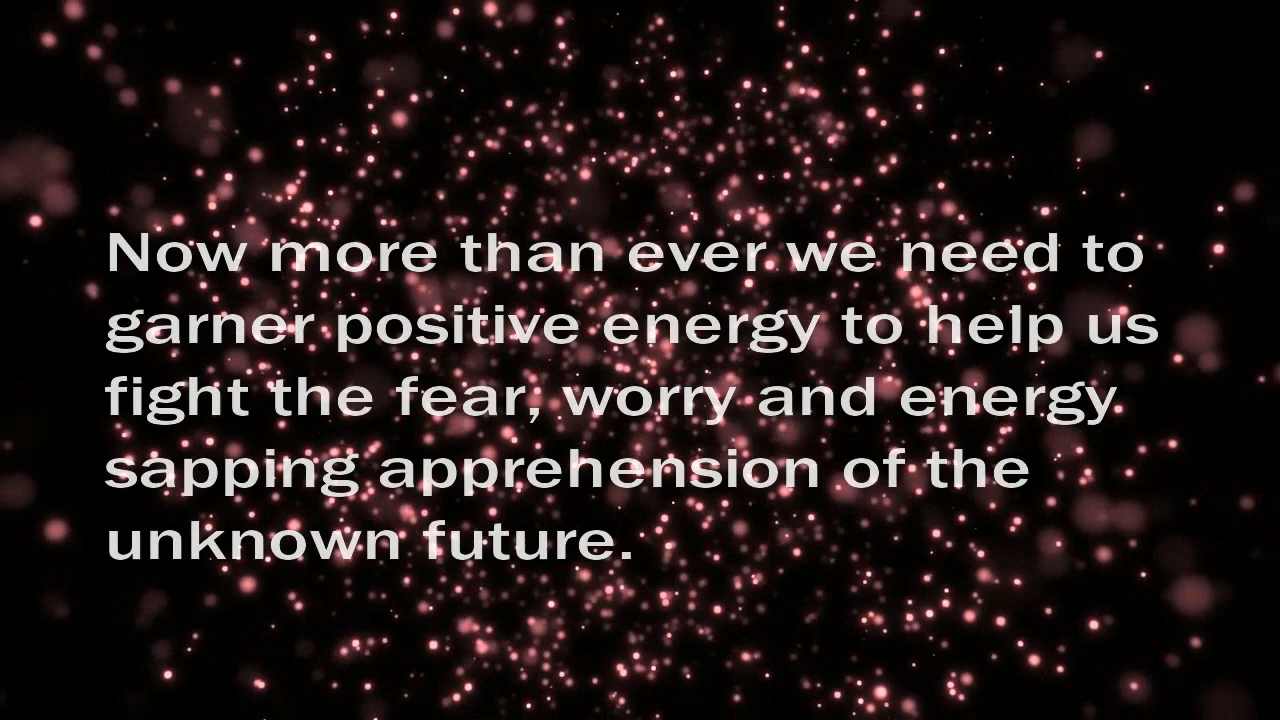 Now more than ever we need to
garner positive energy to help us
fight the fear, worry and energy
sapping apprehension of the
unknown future.